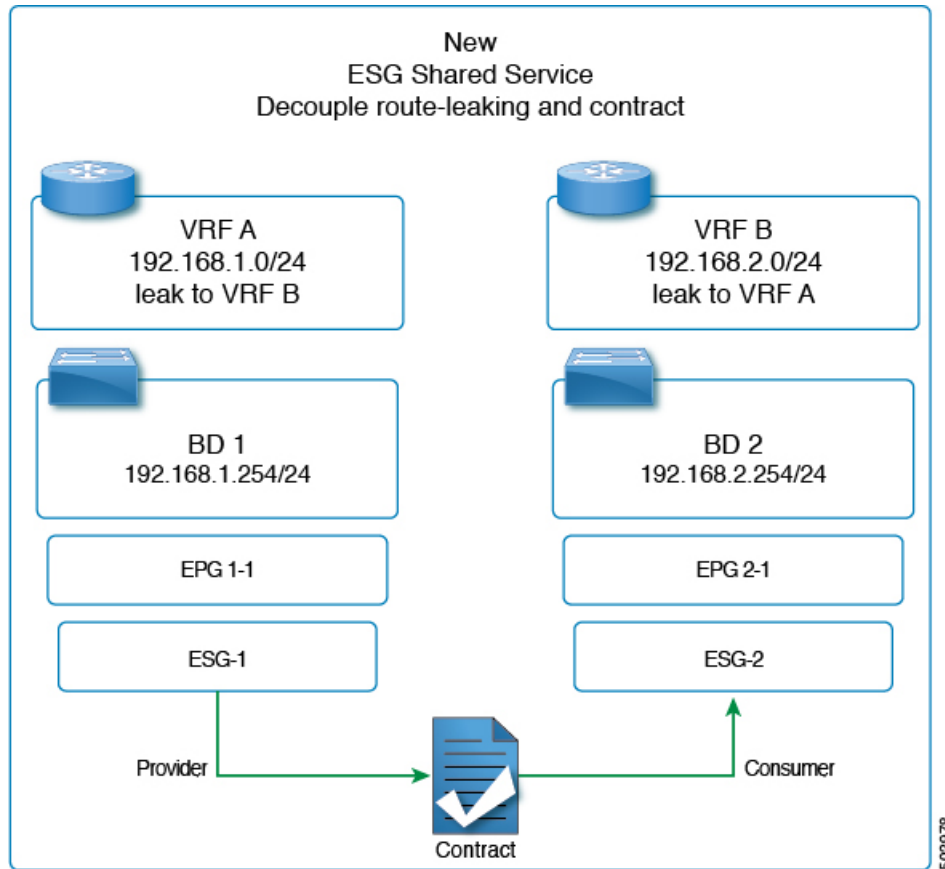 New
ESG Shared Service
Decouple route-leaking and contract
VRF A
192.168.1.0/24
leak to VRF B
VRF B
192.168.2.0/24
leak to VRF A
BD 1
192.168.1.254/24
BD 2
192.168.2.254/24
EPG 1-1
EPG 2-1
ESG-1
ESG-2
Provider
Consumer
Contract